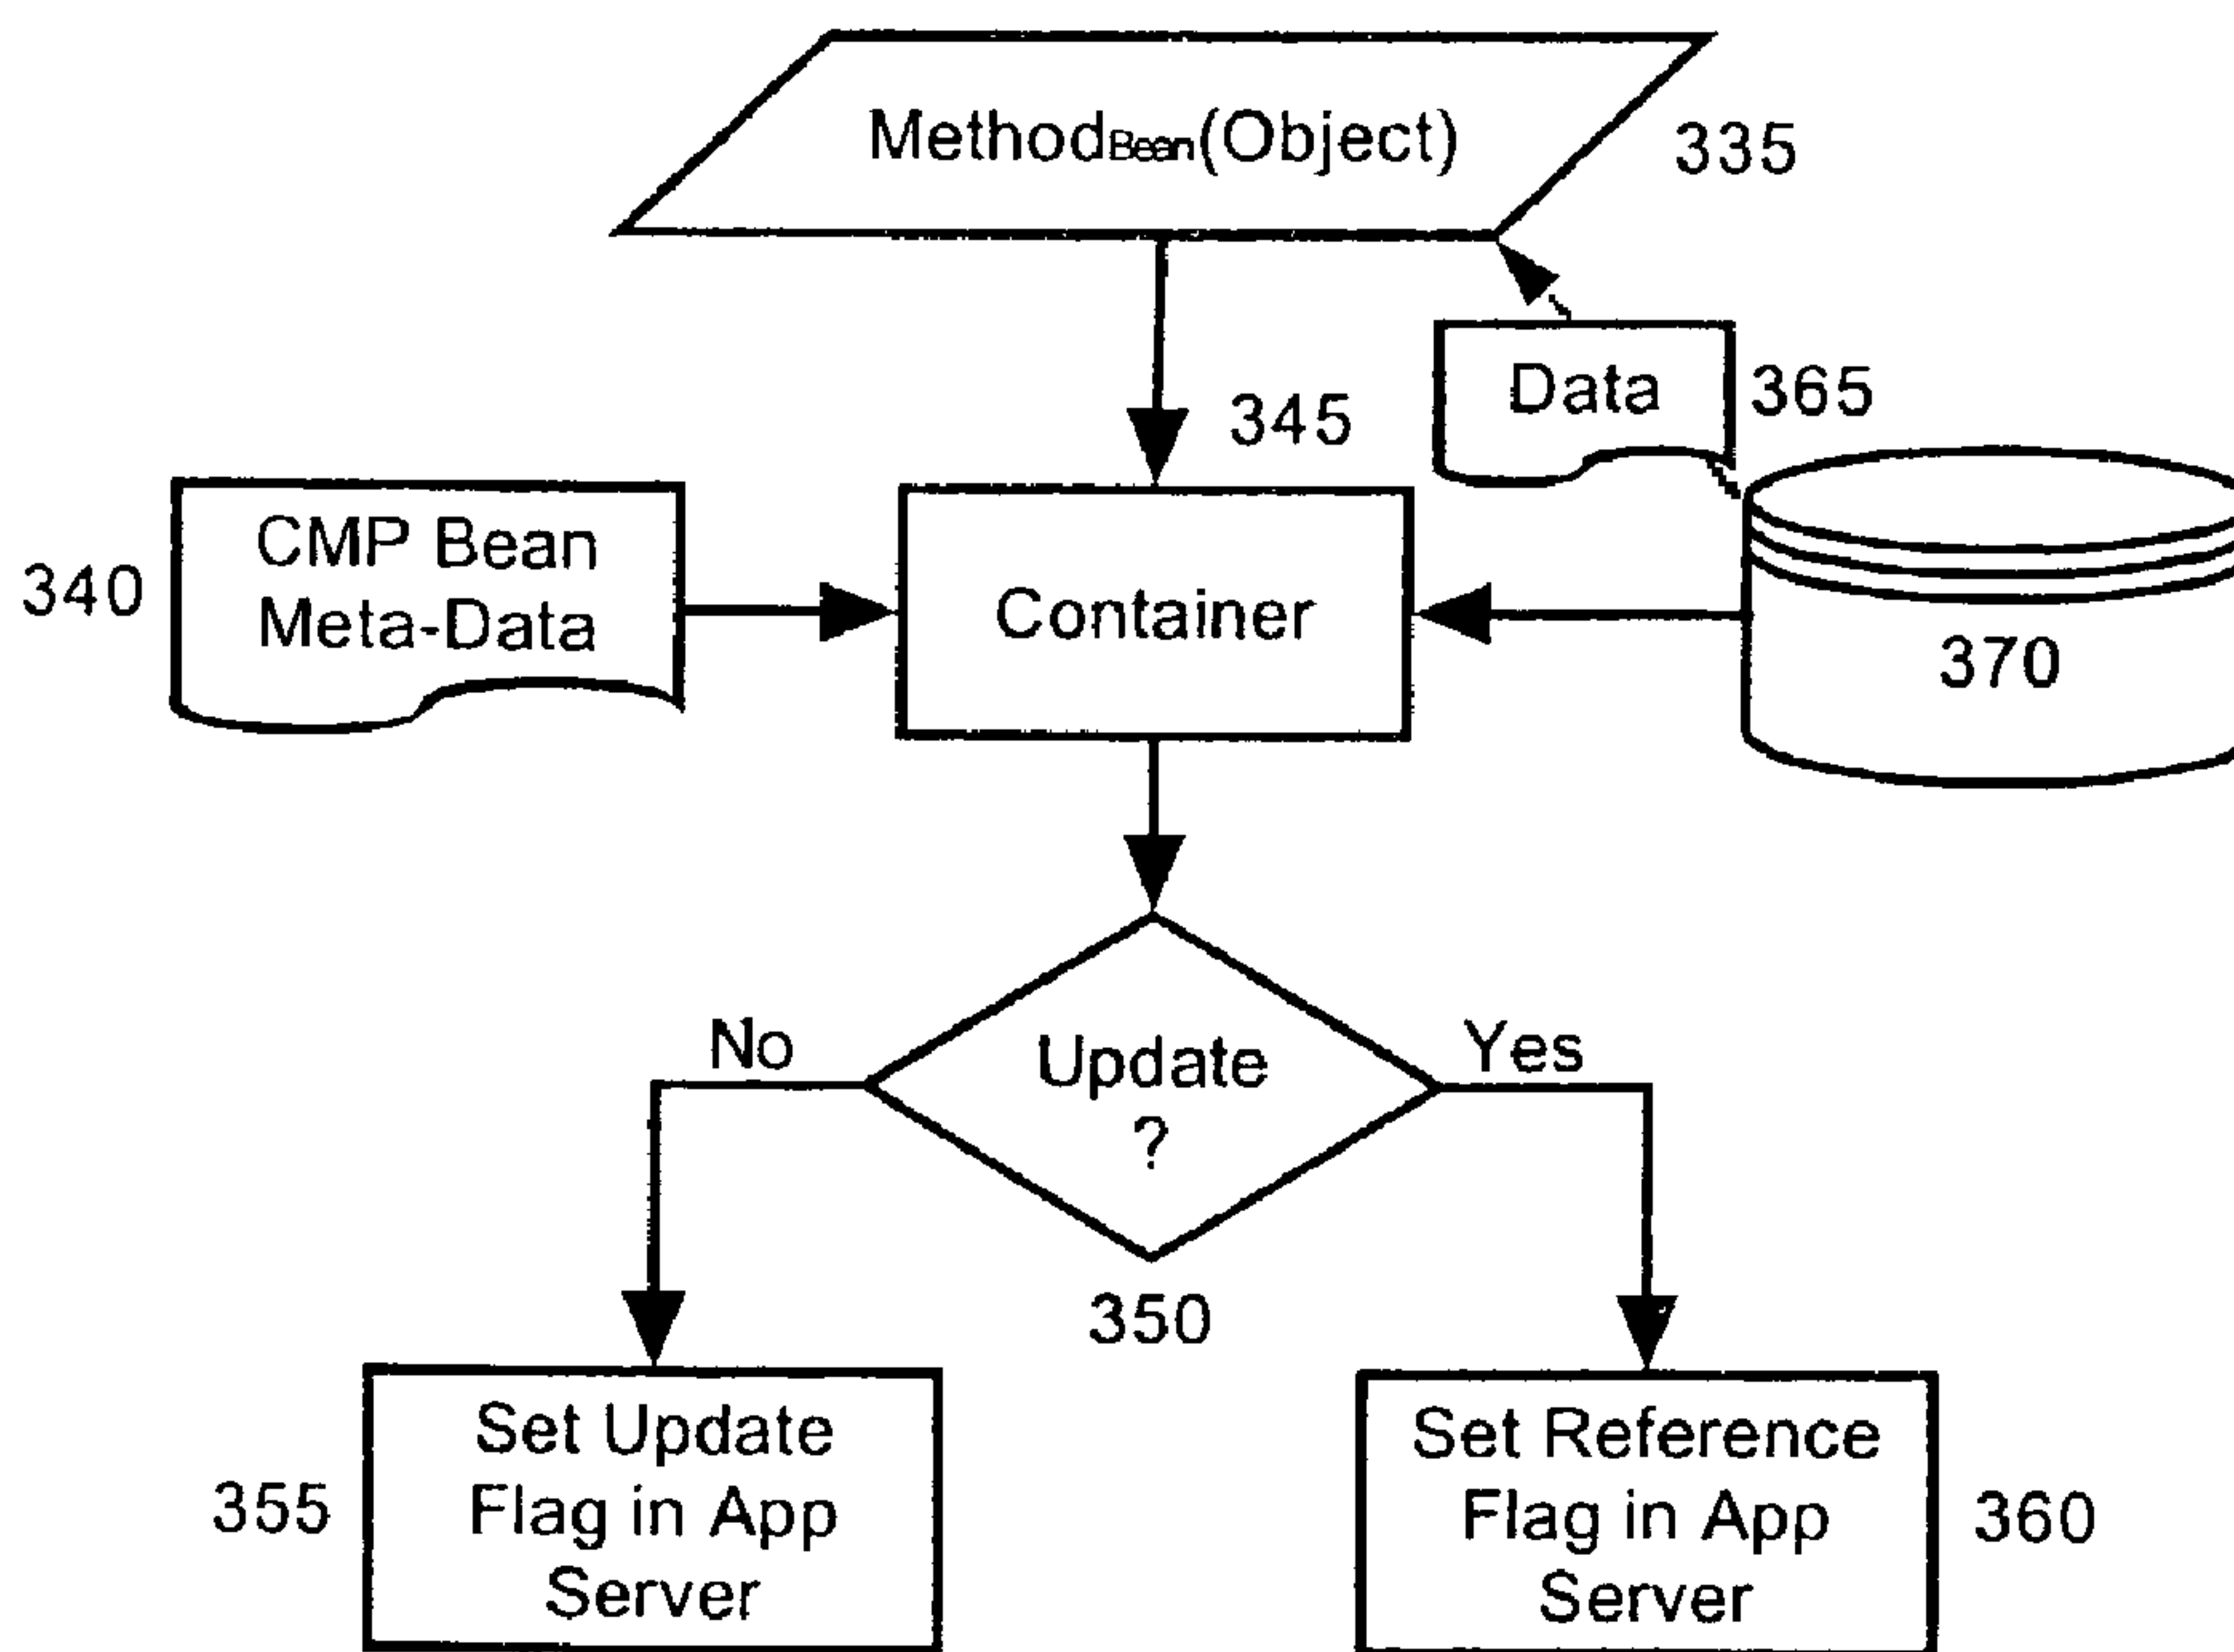 MethodBean(Object)
335
Data
365
345
CMP Bean
Meta-Data
340
Container
370
No
Update
?
Yes
350
Set Update
Flag in App
Server
355
Set Reference
Flag in App
Server
360